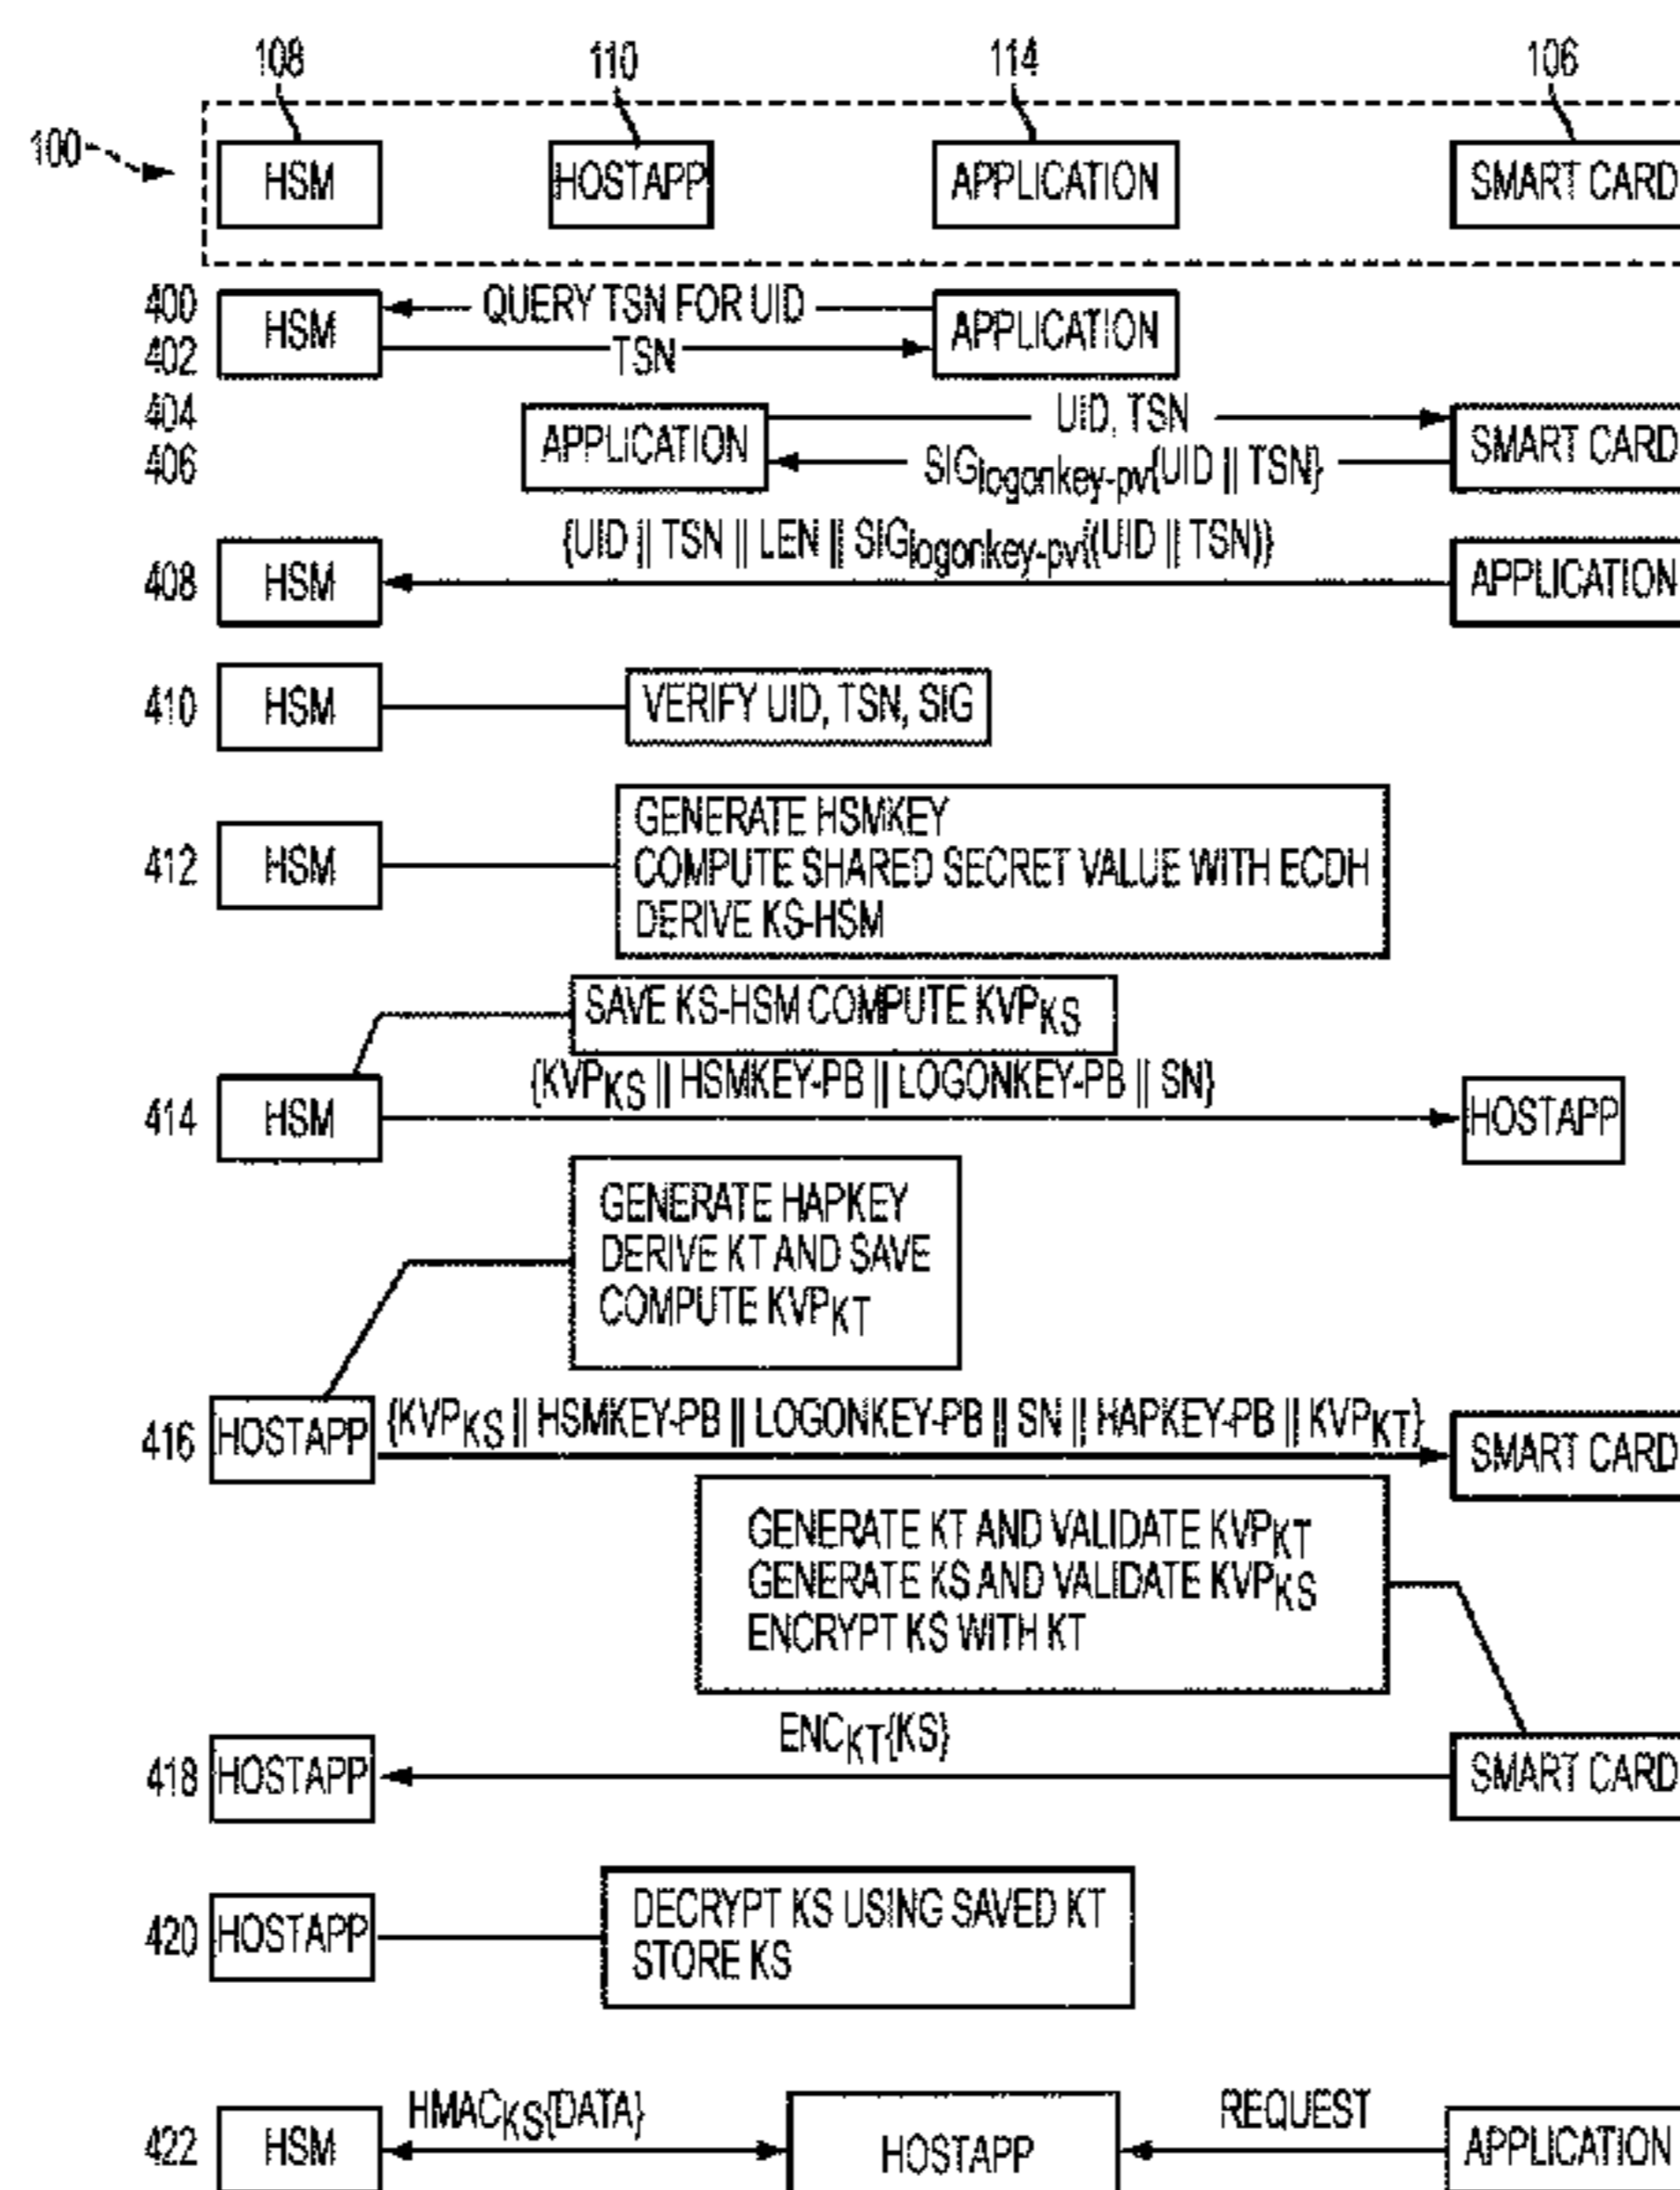 108 110 114 106
100
HSM HOSTAPP APPLICATION SMART CARD
400 HSM QUERY TSN FOR UID APPLICATION
402 TSN
404 APPLICATION UID, TSN SMART CARD
406 SIGlogonkey-pv{UID || TSN}
{UID || TSN || LEN || SIGlogonkey-pv{(UID || TSN)}
408 HSM APPLICATION
410 HSM VERIFY UID, TSN, SIG
GENERATE HSMKEY
412 HSM COMPUTE SHARED SECRET VALUE WITH ECDH
DERIVE KS-HSM
SAVE KS-HSM COMPUTE KVPKS
{KVPKS || HSMKEY-PB || LOGONKEY-PB || SN}
414 HSM HOSTAPP
GENERATE HAPKEY
DERIVE KT AND SAVE
COMPUTE KVPKT
416 HOSTAPP {KVPKS || HSMKEY-PB || LOGONKEY-PB || SN || HAPKEY-PB || KVPKT} SMART CARD
GENERATE KT AND VALIDATE KVPKT
GENERATE KS AND VALIDATE KVPKS
ENCRYPT KS WITH KT
ENCKT{KS}
418 HOSTAPP SMART CARD
420 HOSTAPP DECRYPT KS USING SAVED KT
STORE KS
HMACKS{DATA} REQUEST
422 HSM HOSTAPP APPLICATION